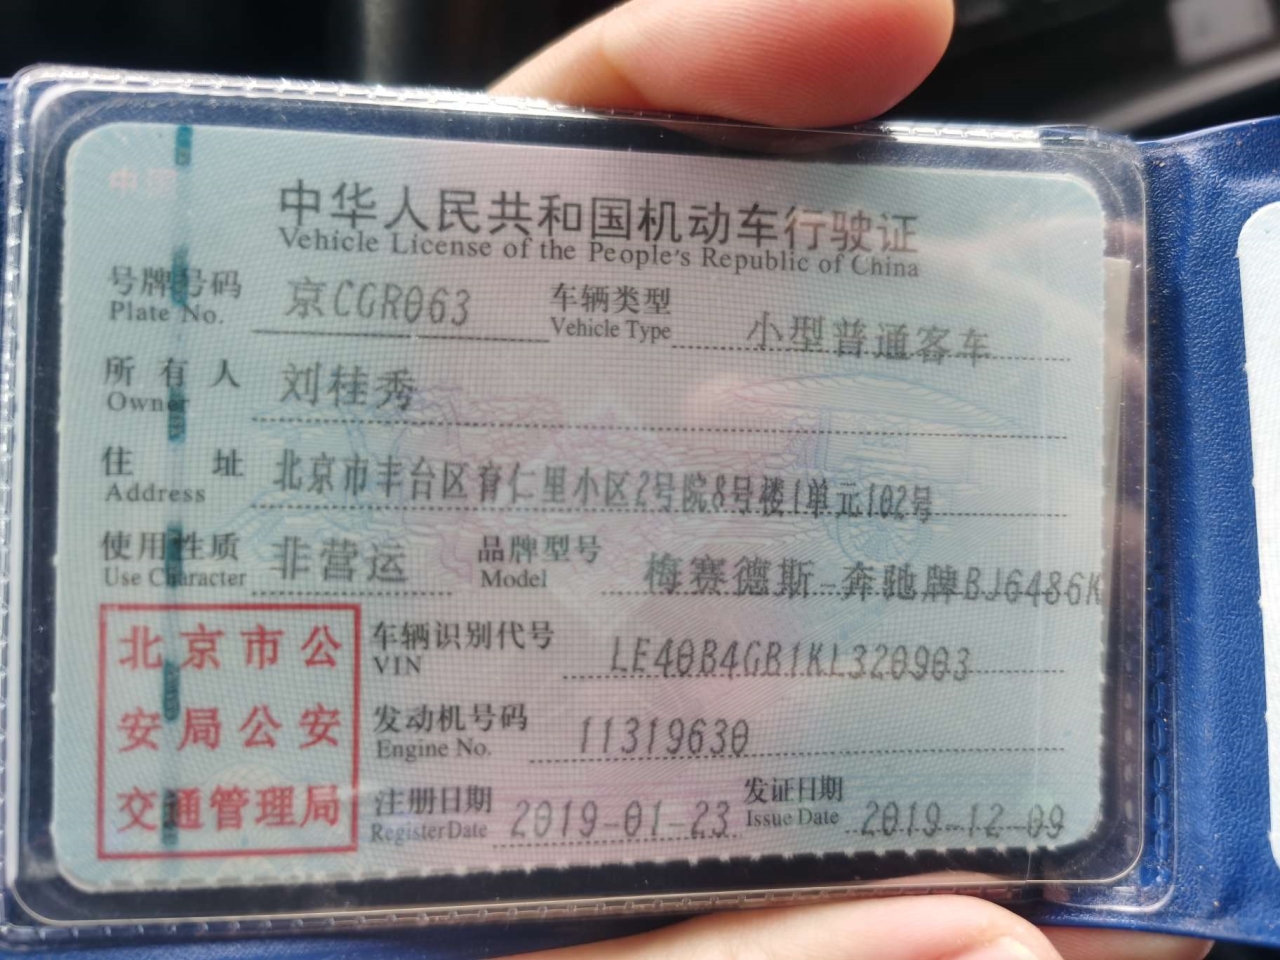 中华人民共和国机动车行驶证
Vehicle License of the People's Republic of China
号牌号码 京CGR063 车辆类型 小型普通客车
Plate No. Vehicle Type
所有人 刘桂秀
Owner
住址 北京市丰台区育仁里小区2号院8号楼1单元102号
Address
使用性质 非营运 品牌型号 梅赛德斯-奔驰牌BJ6486K
Use Character Model
北京市公
安局公安
交通管理局
车辆识别代号 LE40B4GB1KL320903
VIN
发动机号码 11319630
Engine No.
注册日期 2019-01-23 发证日期 2019-12-09
Register Date Issue Date